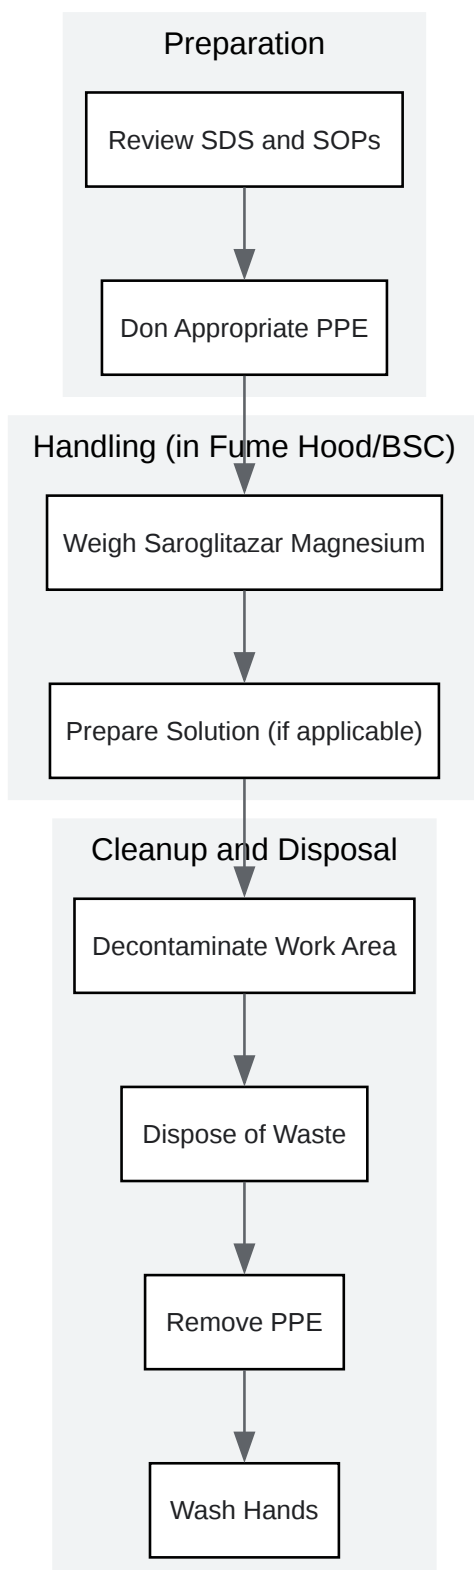 Preparation
Review SDS and SOPs
Don Appropriate PPE
Handling (in Fume Hood/BSC)
Weigh Saroglitazar Magnesium
Prepare Solution (if applicable)
Cleanup and Disposal
Decontaminate Work Area
Dispose of Waste
Remove PPE
Wash Hands